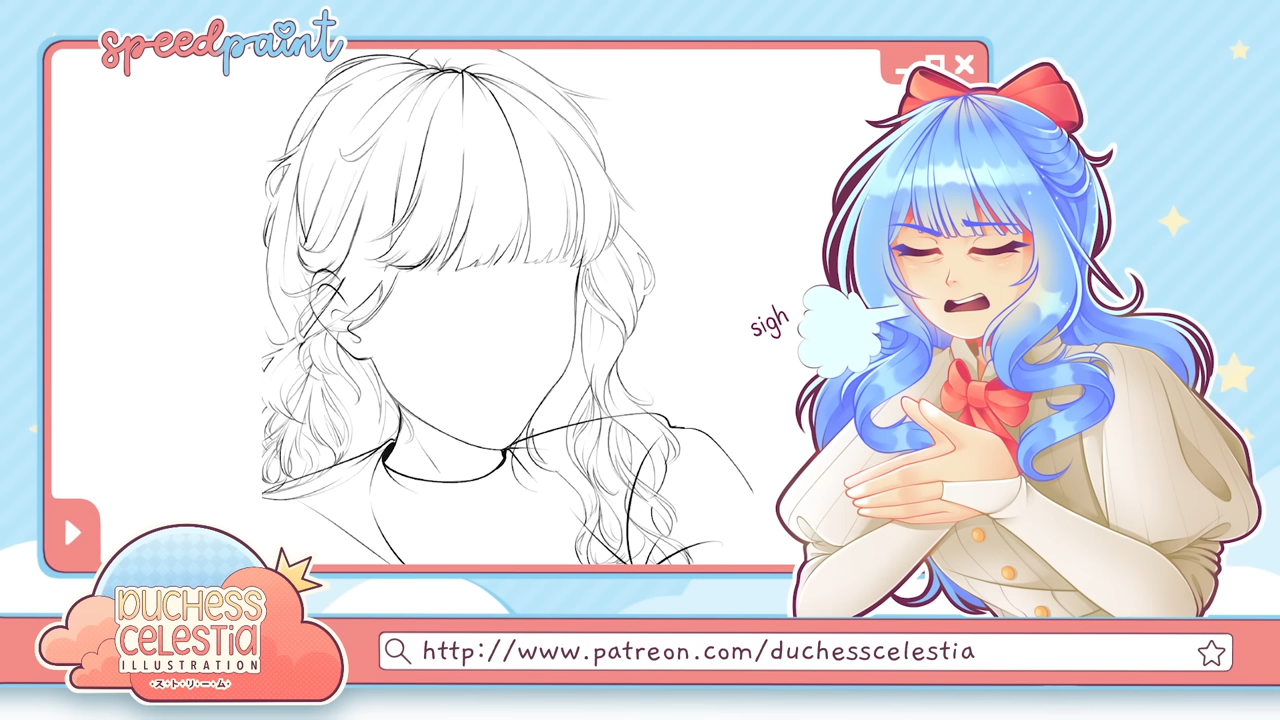 speedpaint
sigh
DUCHESS
CELESTIA
ILLUSTRATION
・ス・ト・リ・ー・ム・
http://www.patreon.com/duchesscelestia